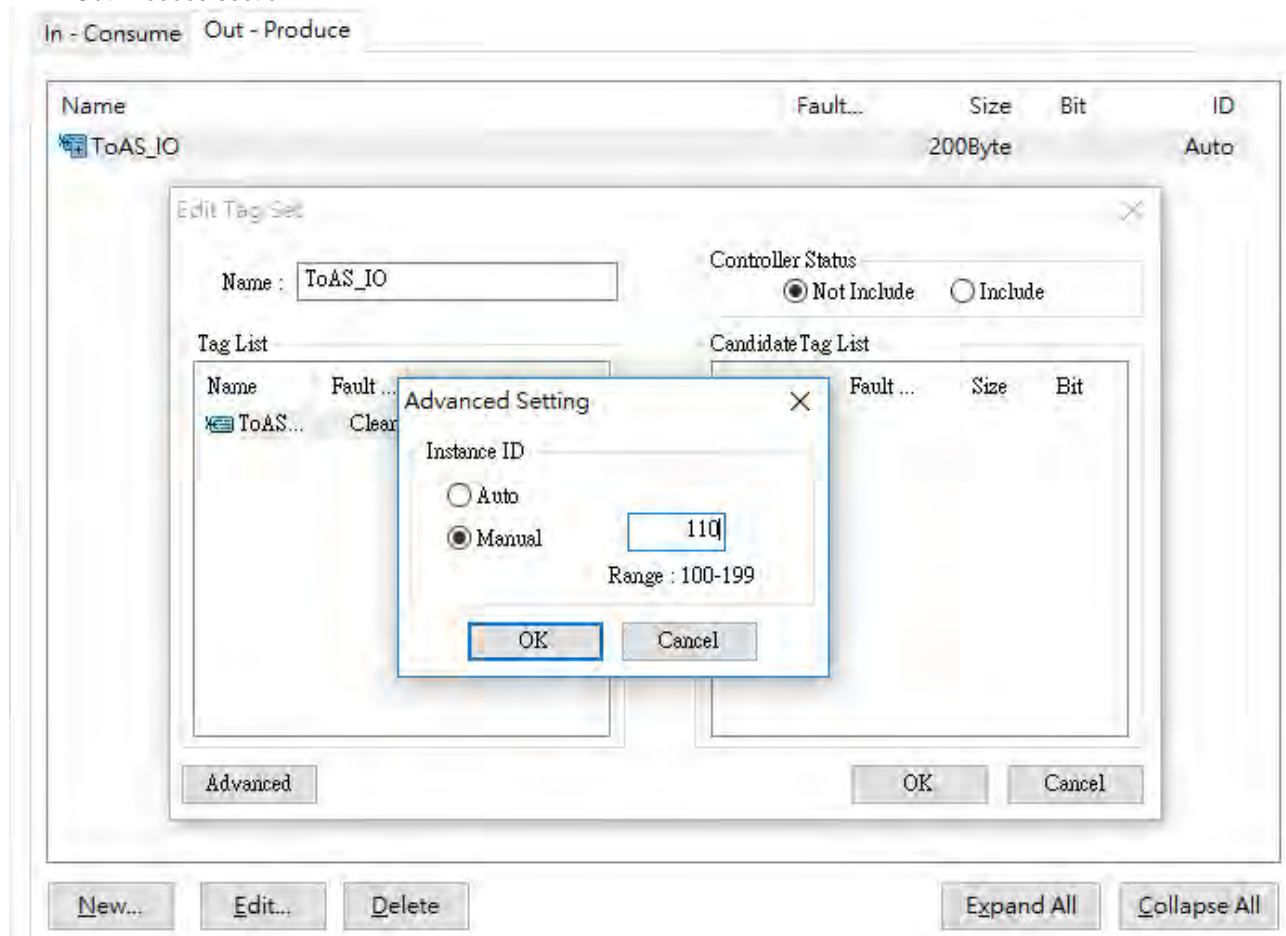 In - Consume Out - Produce
Name Fault... Size Bit ID
ToAS_IO 200Byte Auto
Edit Tag Set
Name : ToAS_IO
Controller Status
Not Include Include
Tag List
Candidate Tag List
Name Fault ...
Fault ... Size Bit
ToAS... Clear
Advanced Setting
Instance ID
Auto
Manual 110
Range : 100-199
OK Cancel
Advanced OK Cancel
New... Edit... Delete Expand All Collapse All